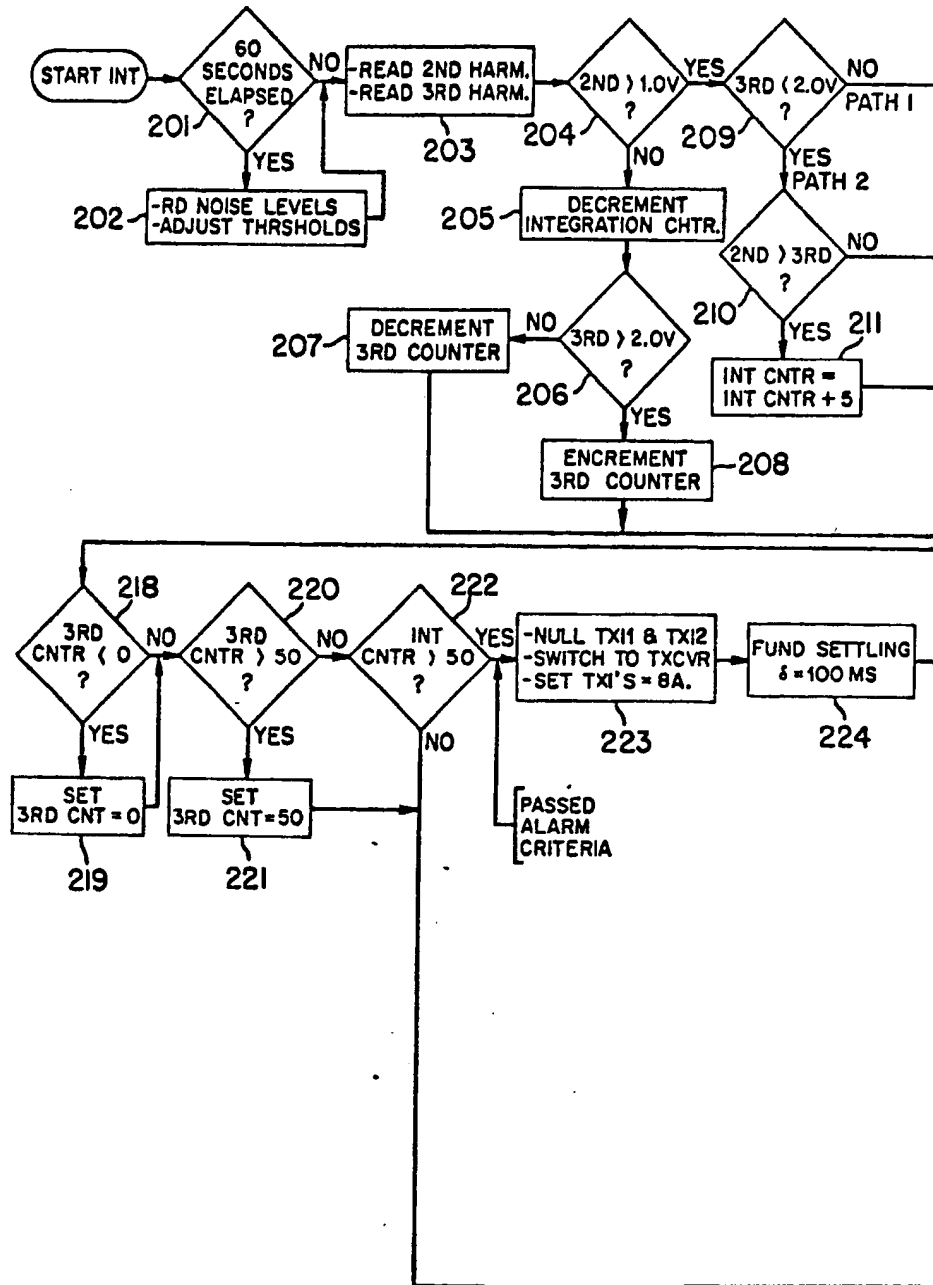 START INT
60
SECONDS
ELAPSED
?
NO
201
YES
-RD NOISE LEVELS
-ADJUST THRSHOLDS
202
-READ 2ND HARM.
-READ 3RD HARM.
203
2ND > 1.0V
?
YES
204
NO
205
DECREMENT
INTEGRATION CHTR.
3RD > 2.0V
?
NO
206
YES
207
DECREMENT
3RD COUNTER
ENCREMENT
3RD COUNTER
208
3RD < 2.0V
?
NO
PATH 1
209
YES
PATH 2
2ND > 3RD
?
NO
210
YES
211
INT CNTR =
INT CNTR + 5
218
3RD
CNTR < 0
?
NO
YES
SET
3RD CNT = 0
219
220
3RD
CNTR > 50
?
NO
YES
SET
3RD CNT = 50
221
222
INT
CNTR > 50
?
YES
NO
PASSED
ALARM
CRITERIA
-NULL TXI1 & TXI2
-SWITCH TO TXCVR
-SET TXI'S = 8A.
223
FUND SETTLING
δ = 100 MS
224